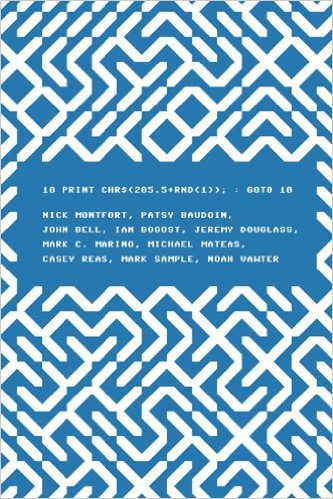 10 PRINT CHR$(205.5+RND(1)); : GOTO 10
NICK MONTFORT, PATSY BAUDOIN,
JOHN BELL, IAN BOGOST, JEREMY DOUGLASS,
MARK C. MARINO, MICHAEL MATEAS,
CASEY REAS, MARK SAMPLE, NOAH VAWTER